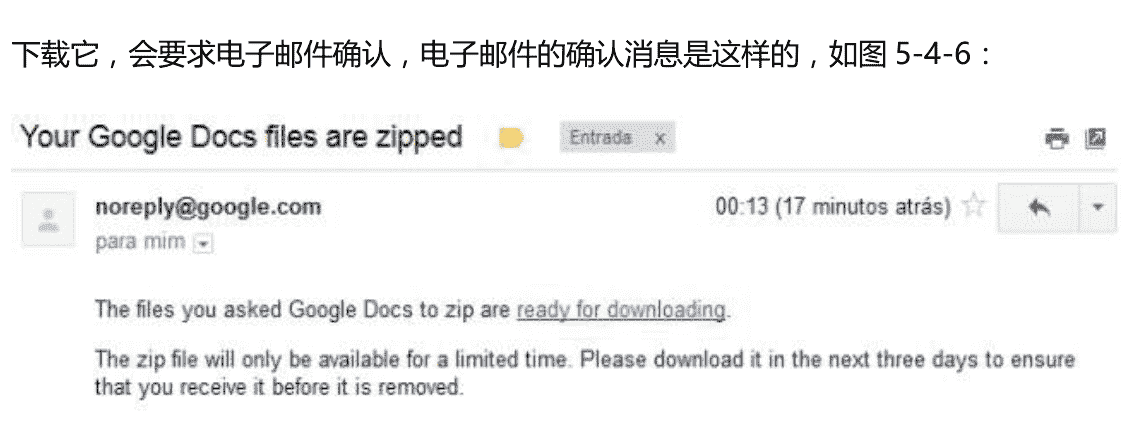 下载它，会要求电子邮件确认，电子邮件的确认消息是这样的，如图 5-4-6：
Your Google Docs files are zipped Entrada x
noreply@google.com 00:13 (17 minutos atrás)
para mim
The files you asked Google Docs to zip are ready for downloading.
The zip file will only be available for a limited time. Please download it in the next three days to ensure
that you receive it before it is removed.